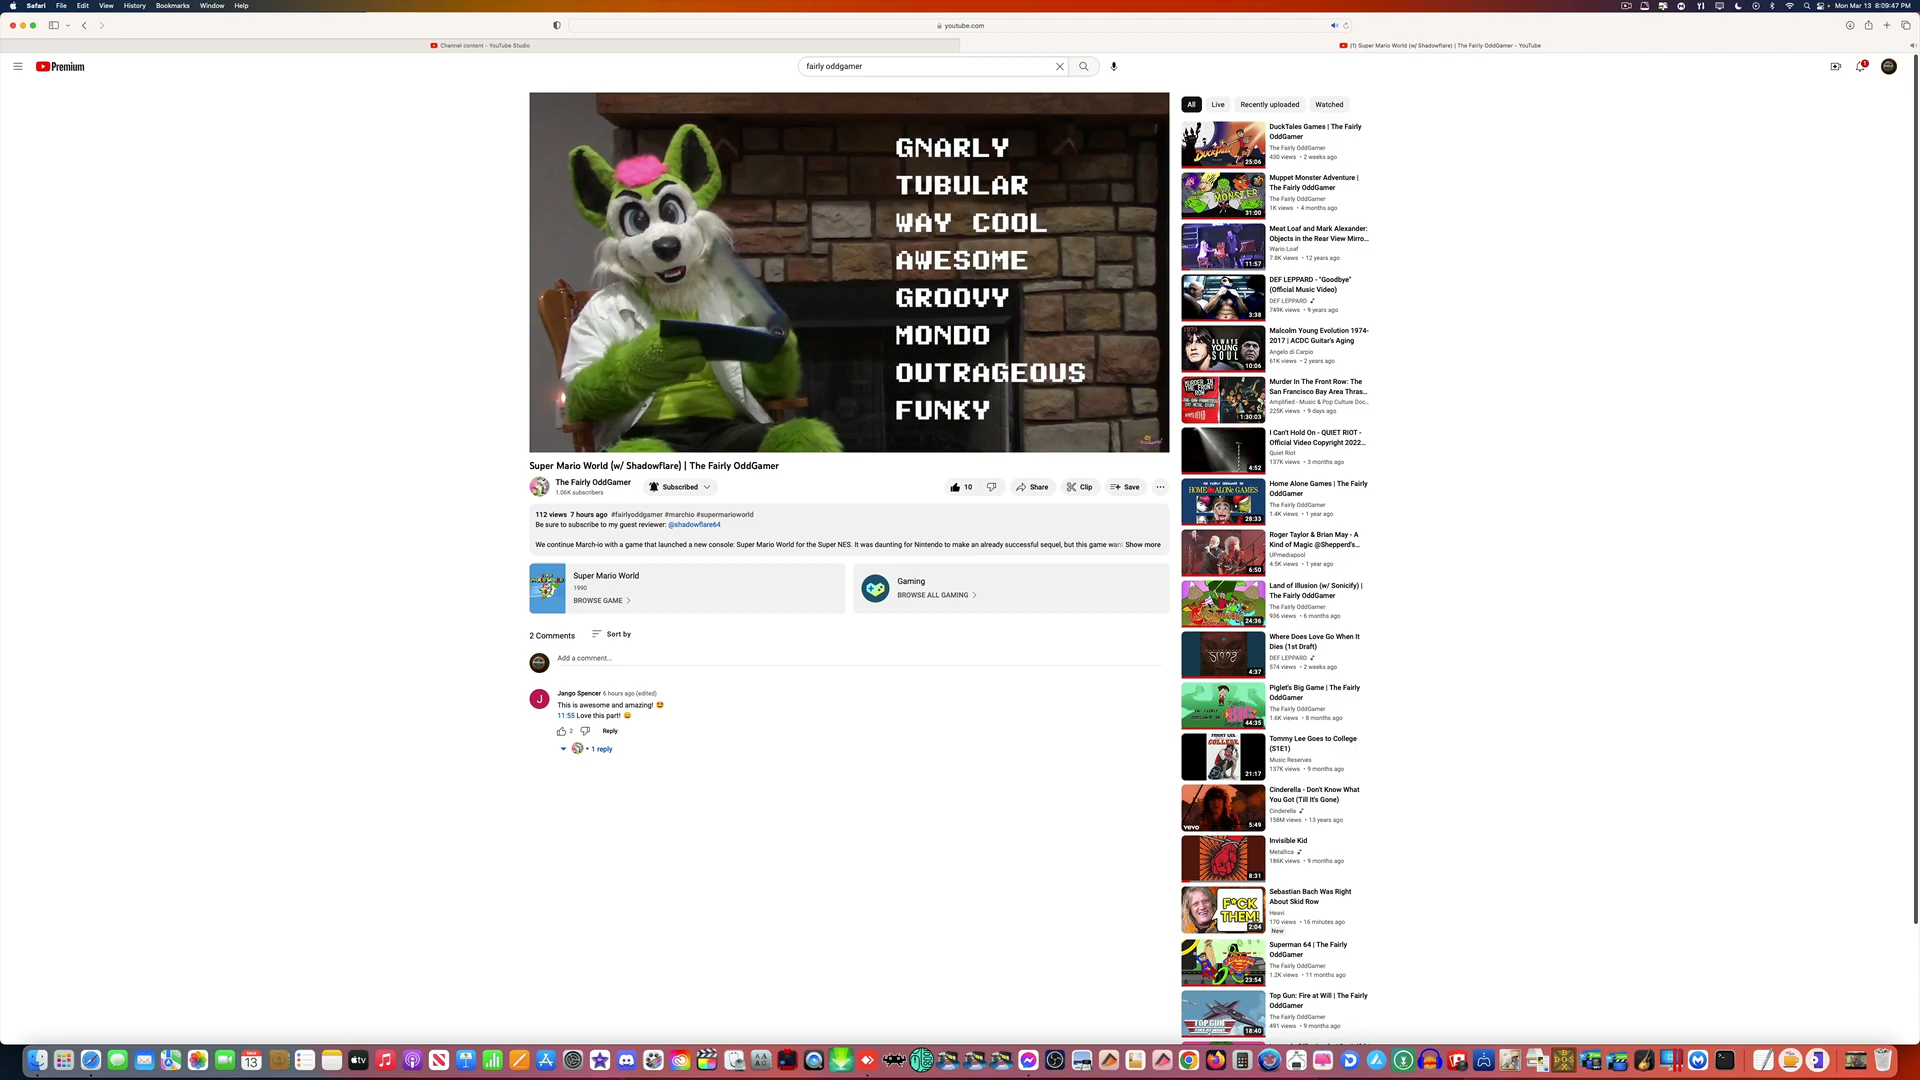 Safari File Edit View History Bookmarks Window Help
Mon Mar 13 8:09:47 PM
youtube.com
Channel content - YouTube Studio
(1) Super Mario World (w/ Shadowflare) | The Fairly OddGamer - YouTube
Premium
fairly oddgamer
1
GNARLY
TUBULAR
WAY COOL
AWESOME
GROOVY
MONDO
OUTRAGEOUS
FUNKY
Super Mario World (w/ Shadowflare) | The Fairly OddGamer
The Fairly OddGamer
1.06K subscribers
Subscribed
10
Share
Clip
Save
112 views 7 hours ago #fairlyoddgamer #marchio #supermarioworld
Be sure to subscribe to my guest reviewer: @shadowflare64
We continue March-io with a game that launched a new console: Super Mario World for the Super NES. It was daunting for Nintendo to make an already successful sequel, but this game want Show more
Super Mario World
1990
BROWSE GAME
Gaming
BROWSE ALL GAMING
2 Comments
Sort by
Add a comment...
J
Jango Spencer 6 hours ago (edited)
This is awesome and amazing! 🤩
11:55 Love this part! 😄
2
Reply
• 1 reply
All
Live
Recently uploaded
Watched
25:06
DuckTales Games | The Fairly
OddGamer
The Fairly OddGamer
430 views • 2 weeks ago
MONSTER
31:00
Muppet Monster Adventure |
The Fairly OddGamer
The Fairly OddGamer
1K views • 4 months ago
11:57
Meat Loaf and Mark Alexander:
Objects in the Rear View Mirro...
Wario Loaf
7.8K views • 12 years ago
3:38
DEF LEPPARD - "Goodbye"
(Official Music Video)
DEF LEPPARD
749K views • 9 years ago
ALWAYS
YOUNG
SOUL
10:06
Malcolm Young Evolution 1974-
2017 | ACDC Guitar's Aging
Angelo di Carpio
61K views • 2 years ago
MURDER IN
THE FRONT
ROW
1:30:03
Murder In The Front Row: The
San Francisco Bay Area Thras...
Amplified - Music & Pop Culture Doc...
225K views • 9 days ago
4:52
I Can't Hold On - QUIET RIOT -
Official Video Copyright 2022...
Quiet Riot
137K views • 3 months ago
HOME ALONE GAMES
28:33
Home Alone Games | The Fairly
OddGamer
The Fairly OddGamer
1.4K views • 1 year ago
6:50
Roger Taylor & Brian May - A
Kind of Magic @Shepperd's...
UPmediapool
4.5K views • 1 year ago
24:36
Land of Illusion (w/ Sonicify) |
The Fairly OddGamer
The Fairly OddGamer
936 views • 6 months ago
4:37
Where Does Love Go When It
Dies (1st Draft)
DEF LEPPARD
574 views • 2 weeks ago
44:35
Piglet's Big Game | The Fairly
OddGamer
The Fairly OddGamer
1.6K views • 8 months ago
21:17
Tommy Lee Goes to College
(S1E1)
Music Reserves
137K views • 9 months ago
vevo
5:49
Cinderella - Don't Know What
You Got (Till It's Gone)
Cinderella
158M views • 13 years ago
8:31
Invisible Kid
Metallica
186K views • 9 months ago
F*CK
THEM!
2:04
Sebastian Bach Was Right
About Skid Row
Heavi
170 views • 16 minutes ago
New
23:54
Superman 64 | The Fairly
OddGamer
The Fairly OddGamer
1.2K views • 11 months ago
TOP GUN
18:40
Top Gun: Fire at Will | The Fairly
OddGamer
The Fairly OddGamer
491 views • 9 months ago
MAR
13
tv